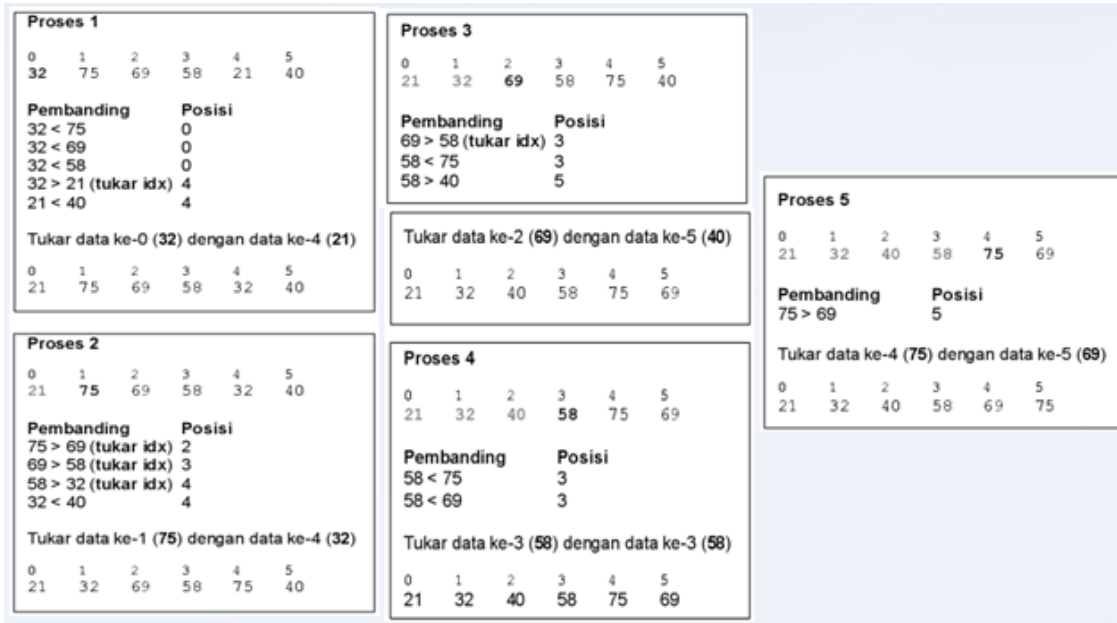 Proses 1
0 1 2 3 4 5
32 75 69 58 21 40
Pembanding Posisi
32 < 75 0
32 < 69 0
32 < 58 0
32 > 21 (tukar idx) 4
21 < 40 4
Tukar data ke-0 (32) dengan data ke-4 (21)
0 1 2 3 4 5
21 75 69 58 32 40
Proses 2
0 1 2 3 4 5
21 75 69 58 32 40
Pembanding Posisi
75 > 69 (tukar idx) 2
69 > 58 (tukar idx) 3
58 > 32 (tukar idx) 4
32 < 40 4
Tukar data ke-1 (75) dengan data ke-4 (32)
0 1 2 3 4 5
21 32 69 58 75 40
Proses 3
0 1 2 3 4 5
21 32 69 58 75 40
Pembanding Posisi
69 > 58 (tukar idx) 3
58 < 75 3
58 > 40 5
Tukar data ke-2 (69) dengan data ke-5 (40)
0 1 2 3 4 5
21 32 40 58 75 69
Proses 4
0 1 2 3 4 5
21 32 40 58 75 69
Pembanding Posisi
58 < 75 3
58 < 69 3
Tukar data ke-3 (58) dengan data ke-3 (58)
0 1 2 3 4 5
21 32 40 58 75 69
Proses 5
0 1 2 3 4 5
21 32 40 58 75 69
Pembanding Posisi
75 > 69 5
Tukar data ke-4 (75) dengan data ke-5 (69)
0 1 2 3 4 5
21 32 40 58 69 75